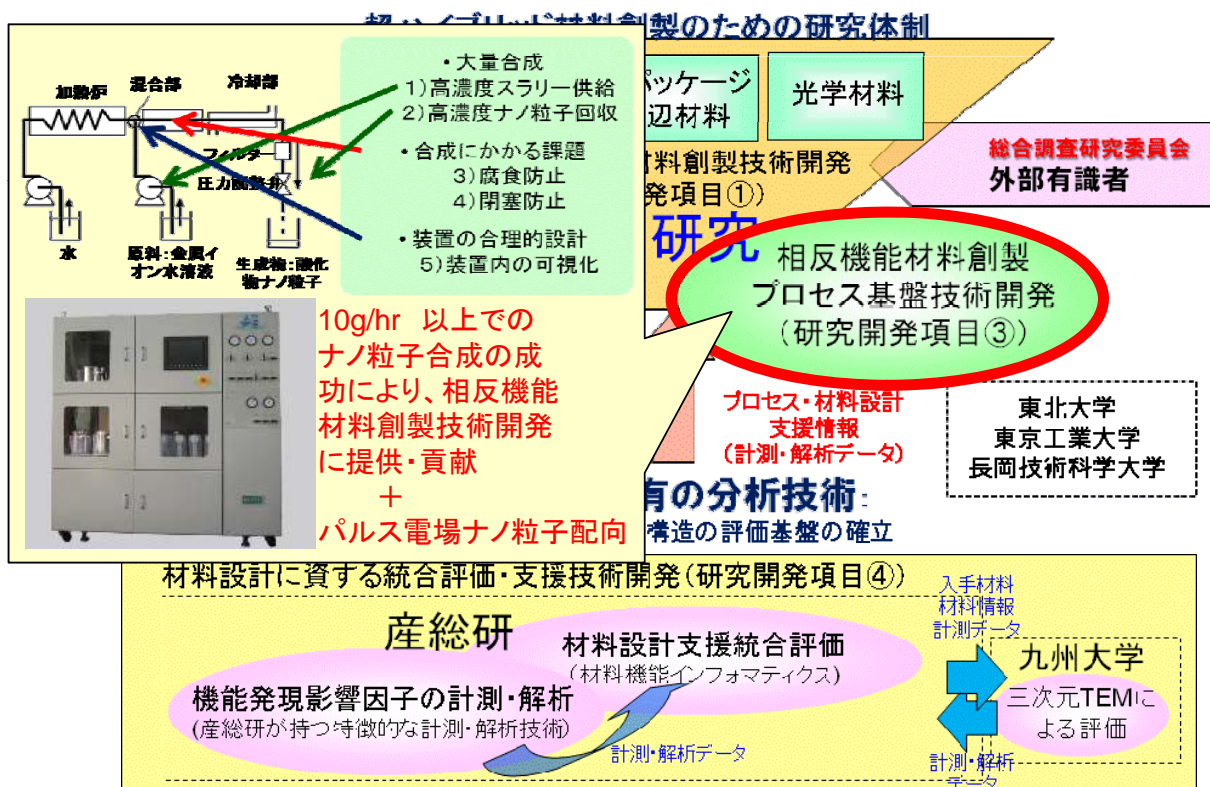 超ハイブリッド材料創製のための研究体制
・大量合成
1)高濃度スラリー供給
2)高濃度ナノ粒子回収
・合成にかかる課題
3)腐食防止
4)閉塞防止
・装置の合理的設計
5)装置内の可視化
加熱炉
混合部
冷却部
フィルター
圧力調整弁
水
原料:金属イ
オン水溶液
生成物:酸化
物ナノ粒子
10g/hr 以上での
ナノ粒子合成の成
功により、相反機能
材料創製技術開発
に提供・貢献
+
パルス電場ナノ粒子配向
パッケージ
辺材料
光学材料
材料創製技術開発
発項目①)
研究
総合調査研究委員会
外部有識者
相反機能材料創製
プロセス基盤技術開発
(研究開発項目③)
プロセス・材料設計
支援情報
(計測・解析データ)
東北大学
東京工業大学
長岡技術科学大学
有の分析技術:
構造の評価基盤の確立
材料設計に資する統合評価・支援技術開発(研究開発項目④)
産総研
材料設計支援統合評価
(材料機能インフォマティクス)
機能発現影響因子の計測・解析
(産総研が持つ特徴的な計測・解析技術)
計測・解析データ
入手材料
材料情報
計測データ
九州大学
三次元TEMに
よる評価
計測・解析
データ